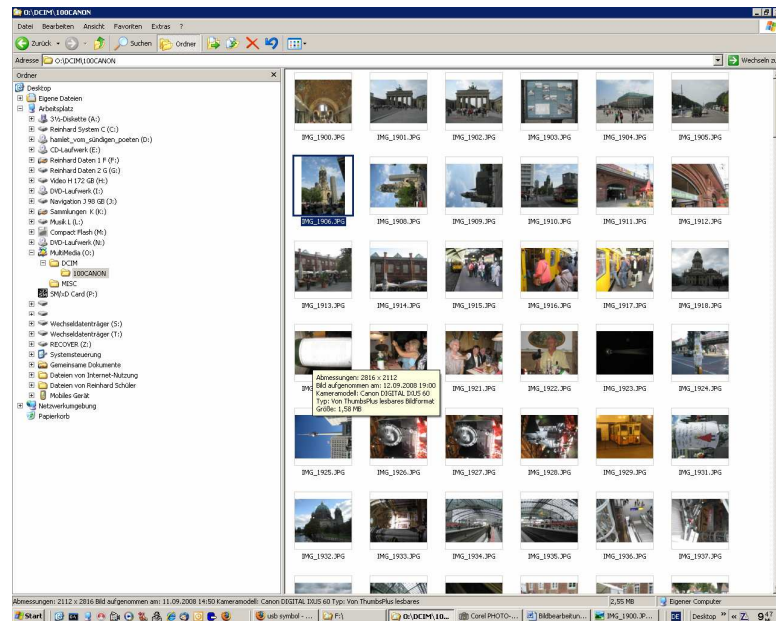 O:\DCIM\100CANON
Datei Bearbeiten Ansicht Favoriten Extras ?
Zurück Suchen Ordner
Adresse O:\DCIM\100CANON Wechseln zu
Ordner
Desktop
Eigene Dateien
Arbeitsplatz
3½-Diskette (A:)
Reinhard System C (C:)
hamlet_vom_sündigen_poeten (D:)
CD-Laufwerk (E:)
Reinhard Daten 1 F (F:)
Reinhard Daten 2 G (G:)
Video H 172 GB (H:)
DVD-Laufwerk (I:)
Navigation J 98 GB (J:)
Sammlungen K (K:)
Musik L (L:)
Compact Flash (M:)
DVD-Laufwerk (N:)
MultiMedia (O:)
DCIM
100CANON
MISC
SM/xD Card (P:)
Wechseldatenträger (S:)
Wechseldatenträger (T:)
RECOVER (Z:)
Systemsteuerung
Gemeinsame Dokumente
Dateien von Internet-Nutzung
Dateien von Reinhard Schüler
Mobiles Gerät
Netzwerkumgebung
Papierkorb
IMG_1900.JPG IMG_1901.JPG IMG_1902.JPG IMG_1903.JPG IMG_1904.JPG IMG_1905.JPG
IMG_1906.JPG IMG_1908.JPG IMG_1909.JPG IMG_1910.JPG IMG_1911.JPG IMG_1912.JPG
IMG_1913.JPG IMG_1914.JPG IMG_1915.JPG IMG_1916.JPG IMG_1917.JPG IMG_1918.JPG
IMG_1921.JPG IMG_1922.JPG IMG_1923.JPG IMG_1924.JPG
Abmessungen: 2816 x 2112
Bild aufgenommen am: 12.09.2008 19:00
Kameramodell: Canon DIGITAL IXUS 60
Typ: Von ThumbsPlus lesbares Bildformat
Größe: 1,58 MB
IMG_1925.JPG IMG_1926.JPG IMG_1927.JPG IMG_1928.JPG IMG_1929.JPG IMG_1931.JPG
IMG_1932.JPG IMG_1933.JPG IMG_1934.JPG IMG_1935.JPG IMG_1936.JPG IMG_1937.JPG
Abmessungen: 2112 x 2816 Bild aufgenommen am: 11.09.2008 14:50 Kameramodell: Canon DIGITAL IXUS 60 Typ: Von ThumbsPlus lesbares 2,55 MB Eigener Computer
Start usb symbol - ... F:\ O:\DCIM\10... Corel PHOTO-... Bildbearbeitun... IMG_1900.JP... DE Desktop » « 9 47